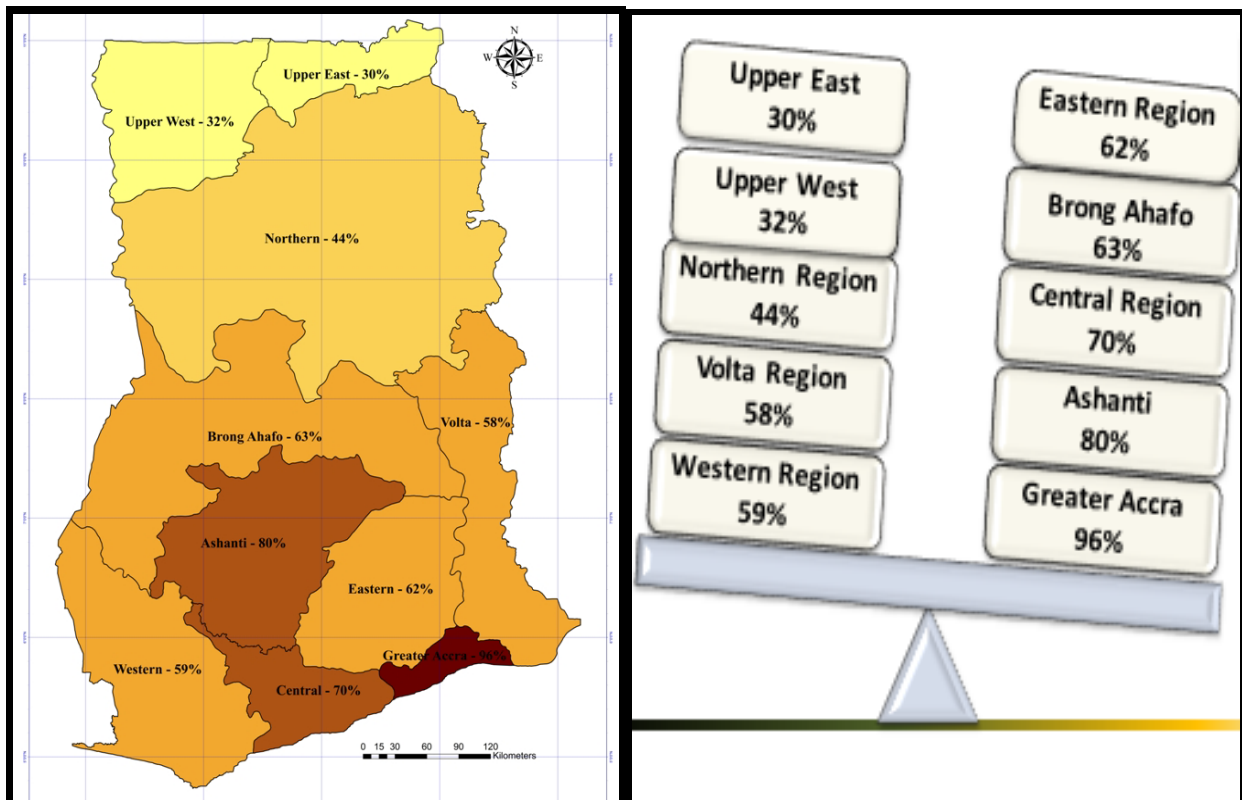 N
W
E
S
Upper East - 30%
Upper West - 32%
Northern - 44%
Volta - 58%
Brong Ahafo - 63%
Ashanti - 80%
Eastern - 62%
Greater Accra - 96%
Western - 59%
Central - 70%
0 15 30 60 90 120
Kilometers
Upper East
30%
Upper West
32%
Northern Region
44%
Volta Region
58%
Western Region
59%
Eastern Region
62%
Brong Ahafo
63%
Central Region
70%
Ashanti
80%
Greater Accra
96%